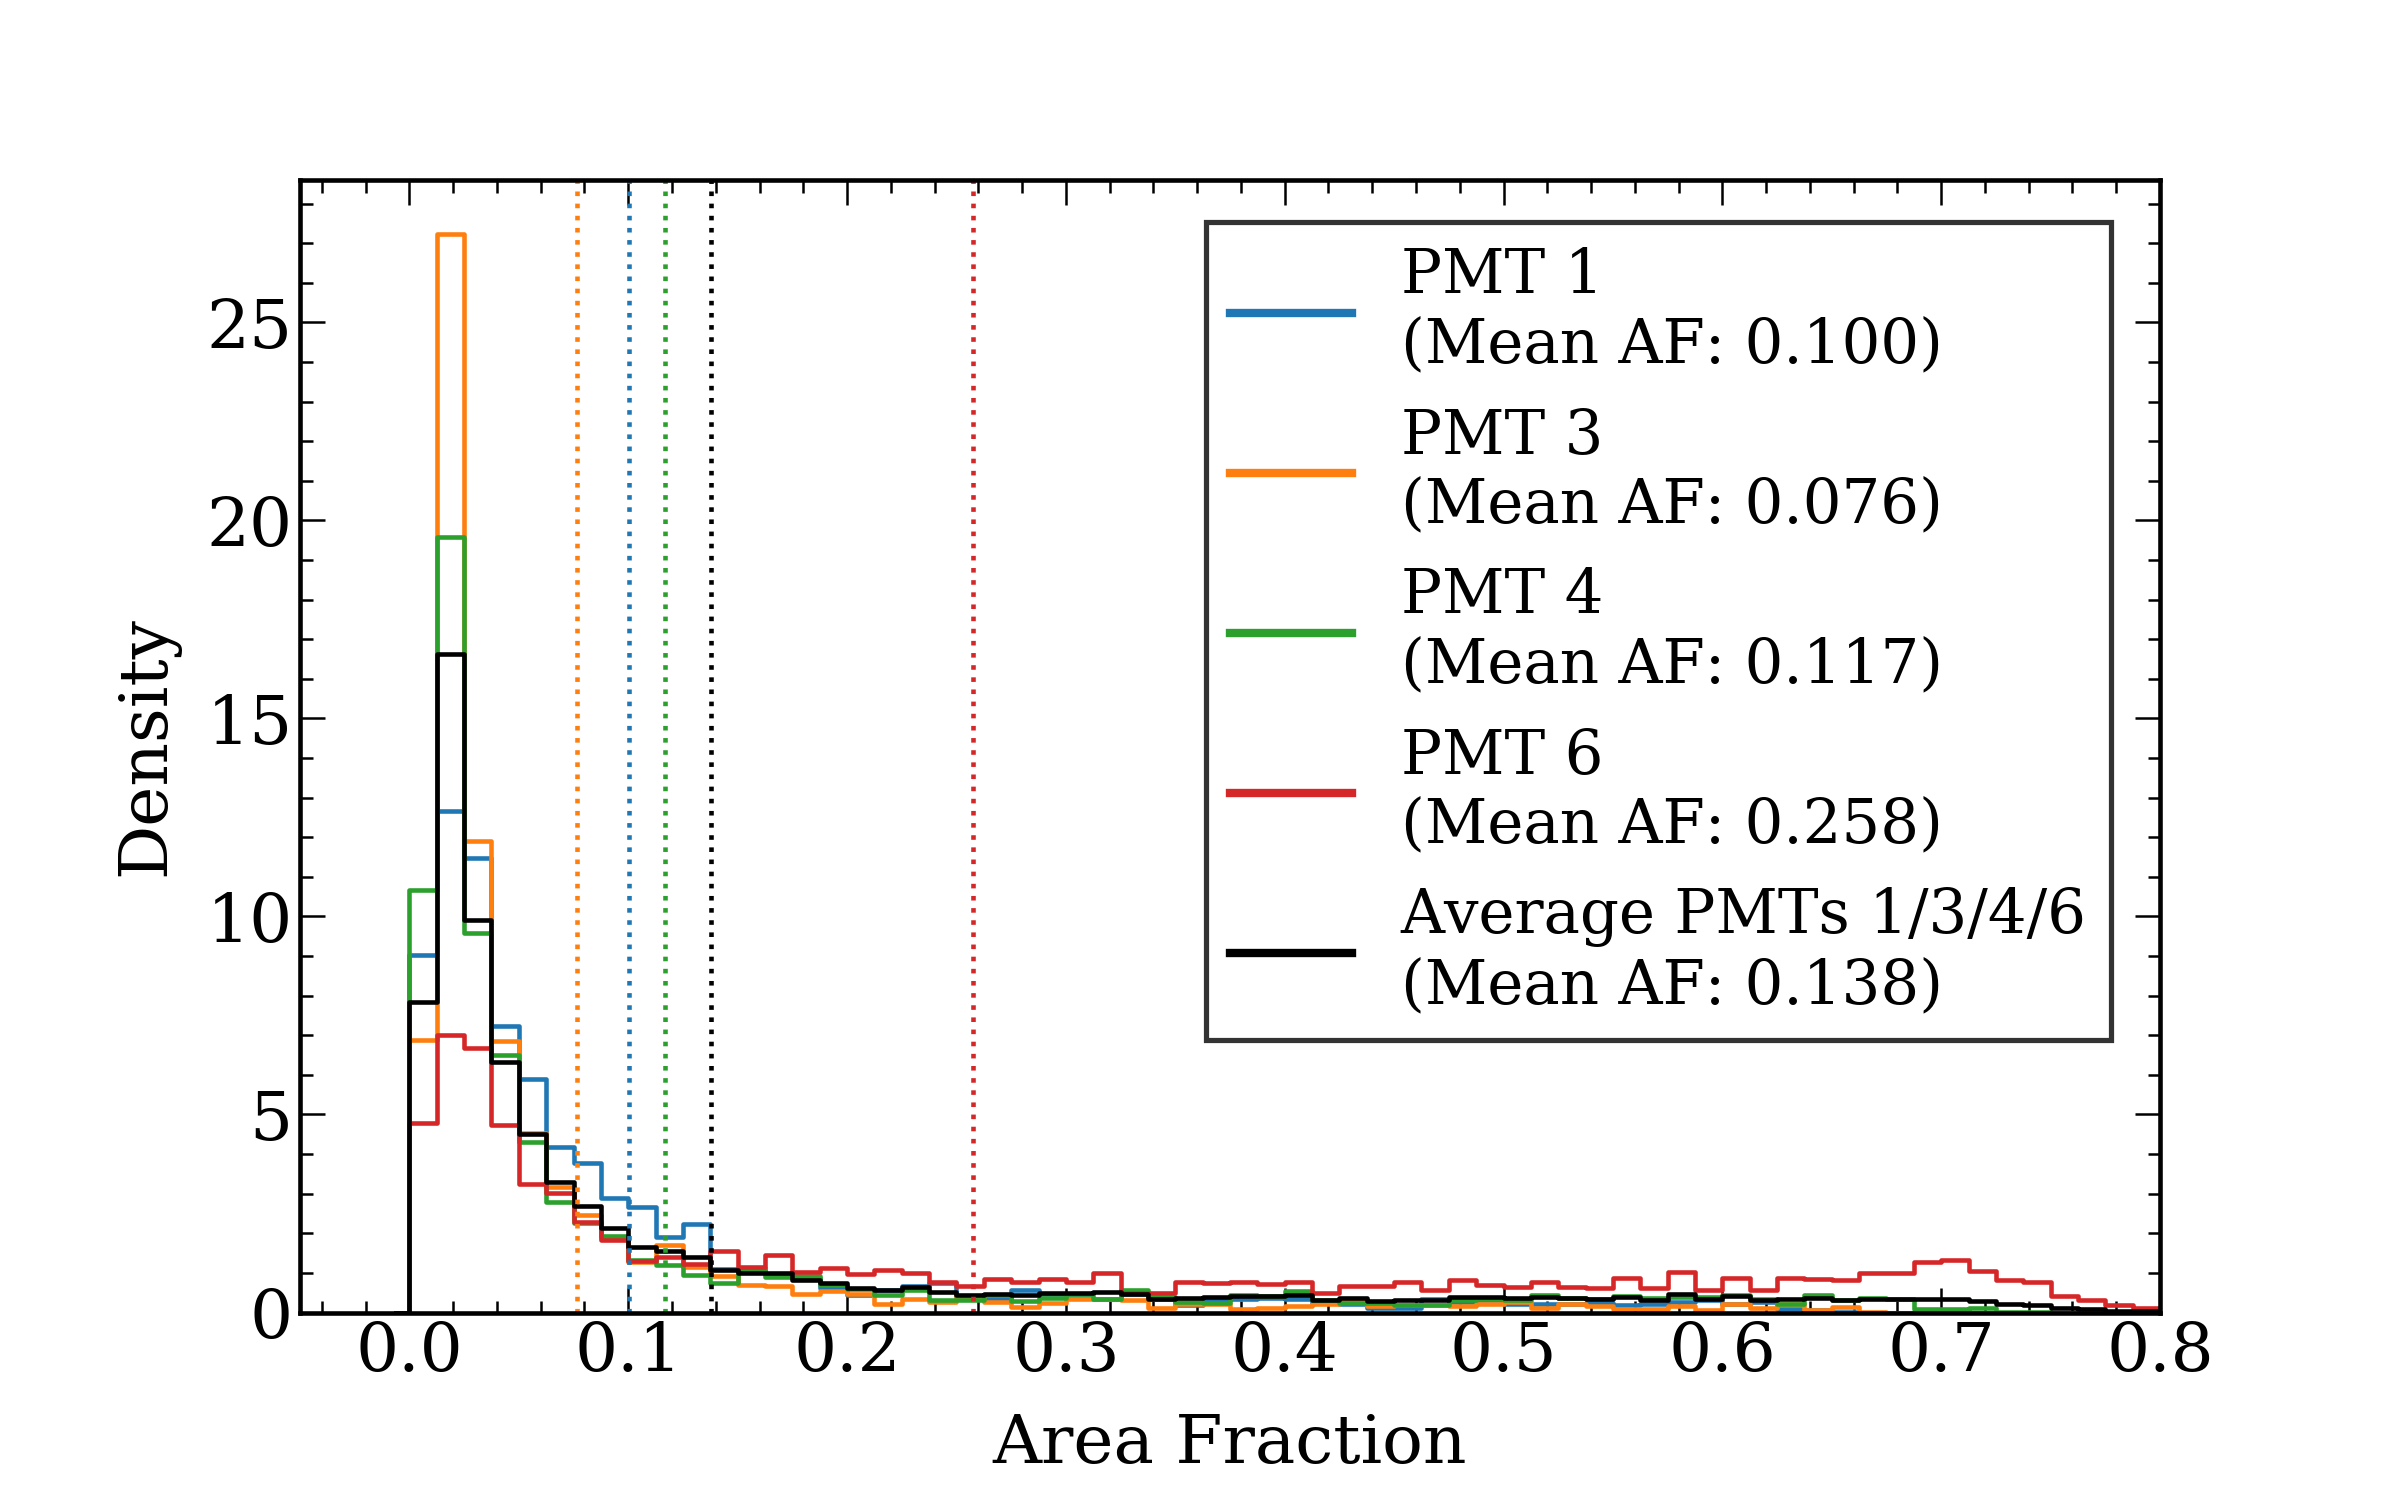 PMT 1
(Mean AF: 0.100)
PMT 3
(Mean AF: 0.076)
PMT 4
(Mean AF: 0.117)
PMT 6
(Mean AF: 0.258)
Average PMTs 1/3/4/6
(Mean AF: 0.138)
Density
25
20
15
10
5
0
0.0 0.1 0.2 0.3 0.4 0.5 0.6 0.7 0.8
Area Fraction